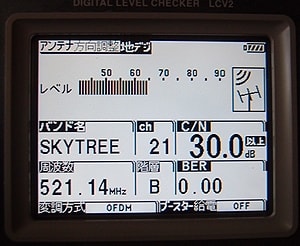 DIGITAL LEVEL CHECKER LCV2
アンテナ方向調整 地デジ
50 60 70 80 90
レベル
バンド名 ch C/N
SKYTREE 21 30.0 以上 dB
周波数 階層 BER
521.14 MHz B 0.00
変調方式 OFDM ブースター給電 OFF